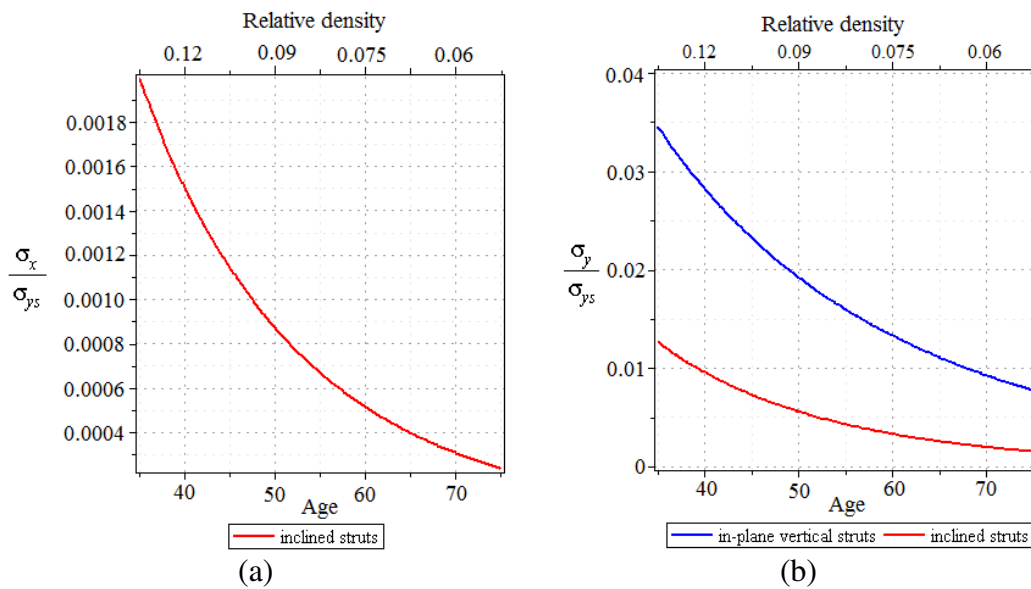 Relative density
0.12 0.09 0.075 0.06
0.0018
0.0016
0.0014
0.0012
0.0010
0.0008
0.0006
0.0004
σx
σys
40 50 60 70
Age
inclined struts
(a)
Relative density
0.12 0.09 0.075 0.06
0.04
0.03
0.02
0.01
0
σy
σys
40 50 60 70
Age
in-plane vertical struts inclined struts
(b)